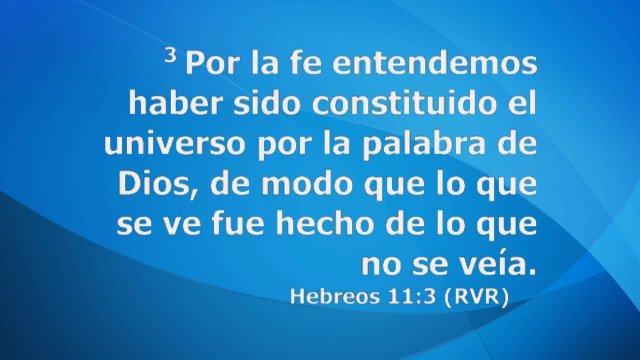 3 Por la fe entendemos
haber sido constituido el
universo por la palabra de
Dios, de modo que lo que
se ve fue hecho de lo que
no se veía.
Hebreos 11:3 (RVR)